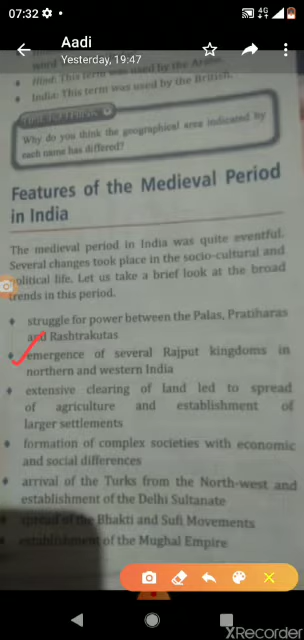 07:32
4G
Aadi
Yesterday, 19:47
word
Hind: This term was used by the Arabs
• India: This term was used by the British.
Why do you think the geographical area indicated by
each name has differed?
Features of the Medieval Period
in India
The medieval period in India was quite eventful.
Several changes took place in the socio-cultural and
political life. Let us take a brief look at the broad
trends in this period.
• struggle for power between the Palas, Pratiharas
and Rashtrakutas
• emergence of several Rajput kingdoms in
northern and western India
• extensive clearing of land led to spread
of agriculture and establishment of
larger settlements
• formation of complex societies with economic
and social differences
• arrival of the Turks from the North-west and
establishment of the Delhi Sultanate
• spread of the Bhakti and Sufi Movements
• establishment of the Mughal Empire
XRecorder